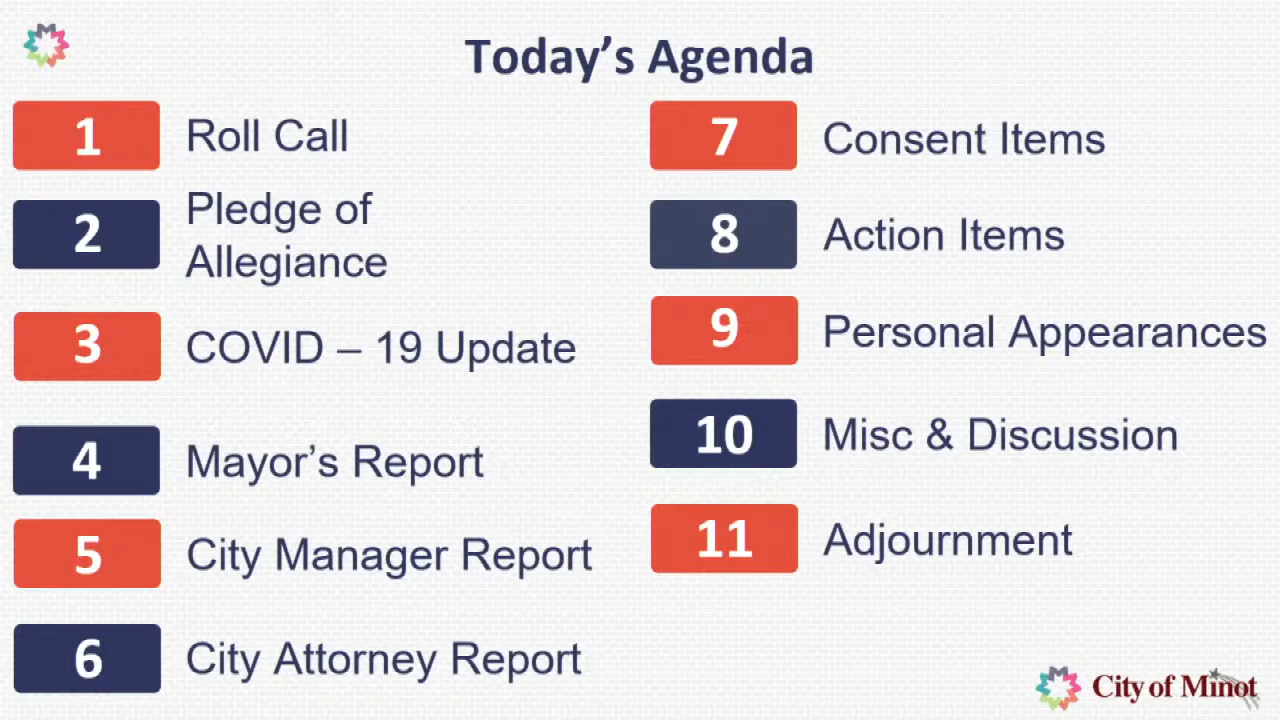 Today’s Agenda
1
Roll Call
2
Pledge of
Allegiance
3
COVID – 19 Update
4
Mayor’s Report
5
City Manager Report
6
City Attorney Report
7
Consent Items
8
Action Items
9
Personal Appearances
10
Misc & Discussion
11
Adjournment
City of Minot